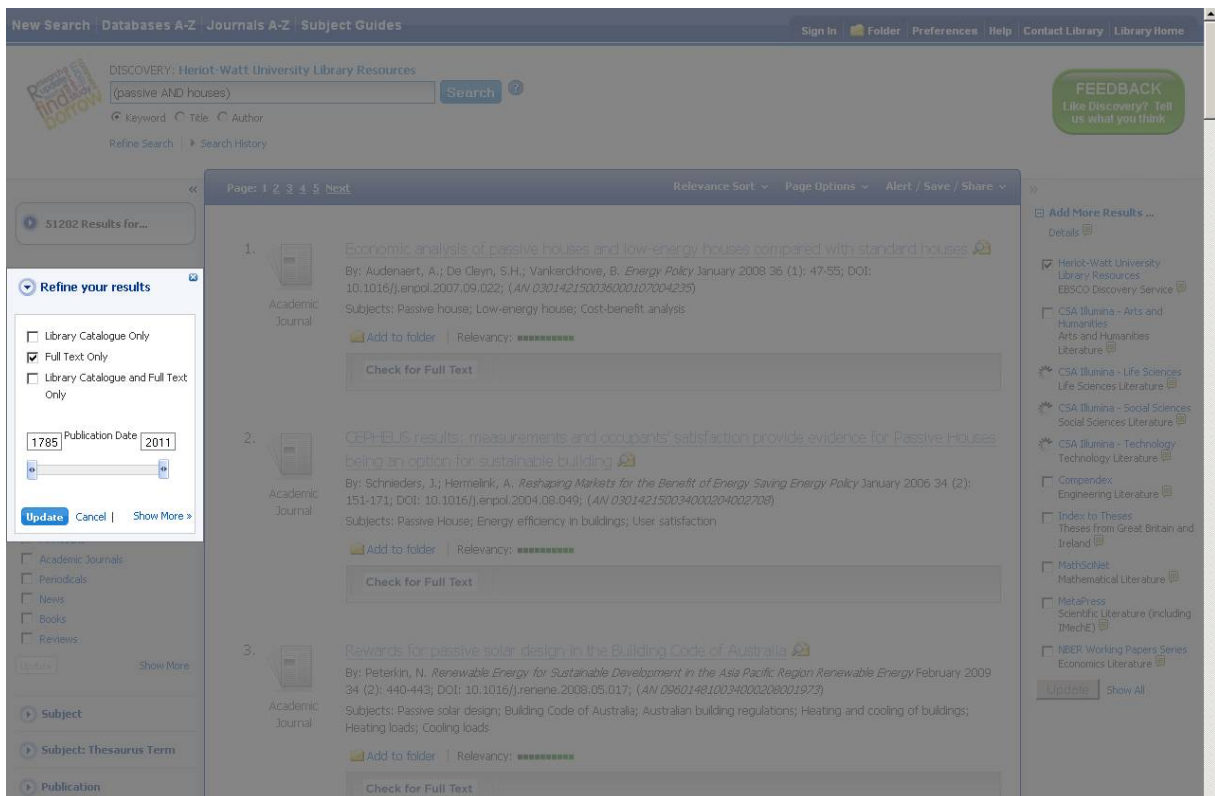 New Search Databases A-Z Journals A-Z Subject Guides
Sign In Folder Preferences Help Contact Library Library Home
DISCOVERY: Heriot-Watt University Library Resources
(passive AND houses)
Search
Keyword Title Author
Refine Search Search History
find
borrow
FEEDBACK
Like Discovery? Tell
us what you think
«
Page: 1 2 3 4 5 Next
Relevance Sort Page Options Alert / Save / Share
»
51202 Results for...
Refine your results
Library Catalogue Only
Full Text Only
Library Catalogue and Full Text
Only
1785 Publication Date 2011
Update Cancel | Show More »
Academic Journals
Periodicals
News
Books
Reviews
Update Show More
Subject
Subject: Thesaurus Term
Publication
1.
Academic
Journal
Economic analysis of passive houses and low-energy houses compared with standard houses
By: Audenaert, A.; De Cleyn, S.H.; Vankerckhove, B. Energy Policy January 2008 36 (1): 47-55; DOI:
10.1016/j.enpol.2007.09.022; (AN 030142150036000107004235)
Subjects: Passive house; Low-energy house; Cost-benefit analysis
Add to folder Relevancy:
Check for Full Text
2.
Academic
Journal
CEPHEUS results: measurements and occupants' satisfaction provide evidence for Passive Houses
being an option for sustainable building
By: Schnieders, J.; Hermelink, A. Reshaping Markets for the Benefit of Energy Saving Energy Policy January 2006 34 (2):
151-171; DOI: 10.1016/j.enpol.2004.08.049; (AN 030142150034000204002708)
Subjects: Passive House; Energy efficiency in buildings; User satisfaction
Add to folder Relevancy:
Check for Full Text
3.
Academic
Journal
Rewards for passive solar design in the Building Code of Australia
By: Peterkin, N. Renewable Energy for Sustainable Development in the Asia Pacific Region Renewable Energy February 2009
34 (2): 440-443; DOI: 10.1016/j.renene.2008.05.017; (AN 096014810034000208001973)
Subjects: Passive solar design; Building Code of Australia; Australian building regulations; Heating and cooling of buildings;
Heating loads; Cooling loads
Add to folder Relevancy:
Check for Full Text
Add More Results ...
Details
Heriot-Watt University
Library Resources
EBSCO Discovery Service
CSA Illumina - Arts and
Humanities
Arts and Humanities
Literature
CSA Illumina - Life Sciences
Life Sciences Literature
CSA Illumina - Social Sciences
Social Sciences Literature
CSA Illumina - Technology
Technology Literature
Compendex
Engineering Literature
Index to Theses
Theses from Great Britain and
Ireland
MathSciNet
Mathematical Literature
MetaPress
Scientific Literature (including
IMechE)
NBER Working Papers Series
Economics Literature
Update Show All